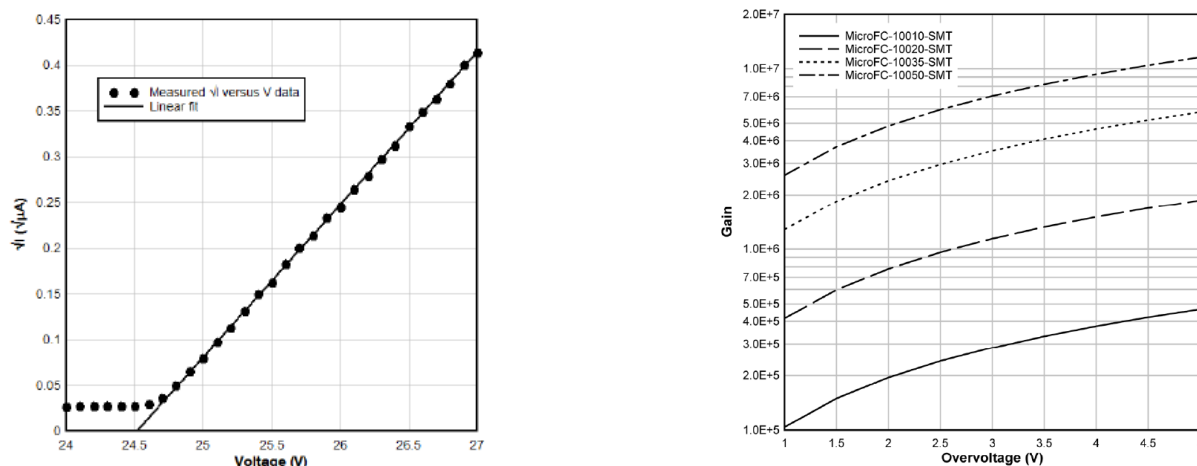 0.45
0.4
0.35
0.3
0.25
0.2
0.15
0.1
0.05
0
√I (√µA)
Measured √I versus V data
Linear fit
24 24.5 25 25.5 26 26.5 27
Voltage (V)
2.0E+7
1.0E+7
7.0E+6
5.0E+6
4.0E+6
3.0E+6
2.0E+6
1.0E+6
7.0E+5
5.0E+5
4.0E+5
3.0E+5
2.0E+5
1.0E+5
Gain
MicroFC-10010-SMT
MicroFC-10020-SMT
MicroFC-10035-SMT
MicroFC-10050-SMT
1 1.5 2 2.5 3 3.5 4 4.5
Overvoltage (V)